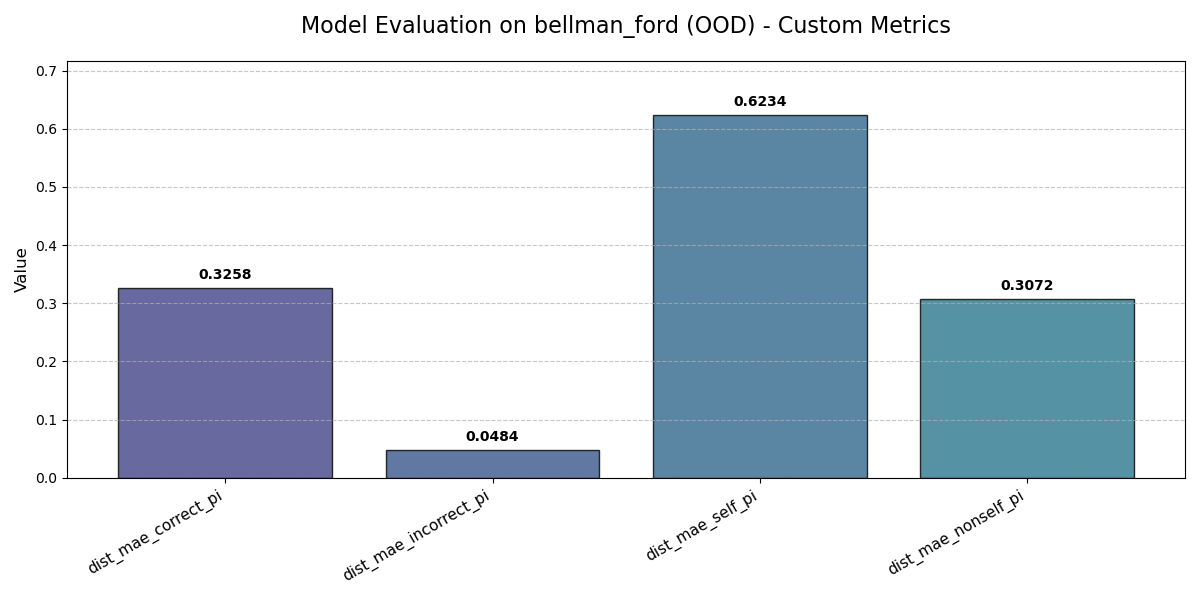 Model Evaluation on bellman_ford (OOD) - Custom Metrics
Value
0.7
0.6
0.5
0.4
0.3
0.2
0.1
0.0
0.3258
0.0484
0.6234
0.3072
dist_mae_correct_pi
dist_mae_incorrect_pi
dist_mae_self_pi
dist_mae_nonself_pi